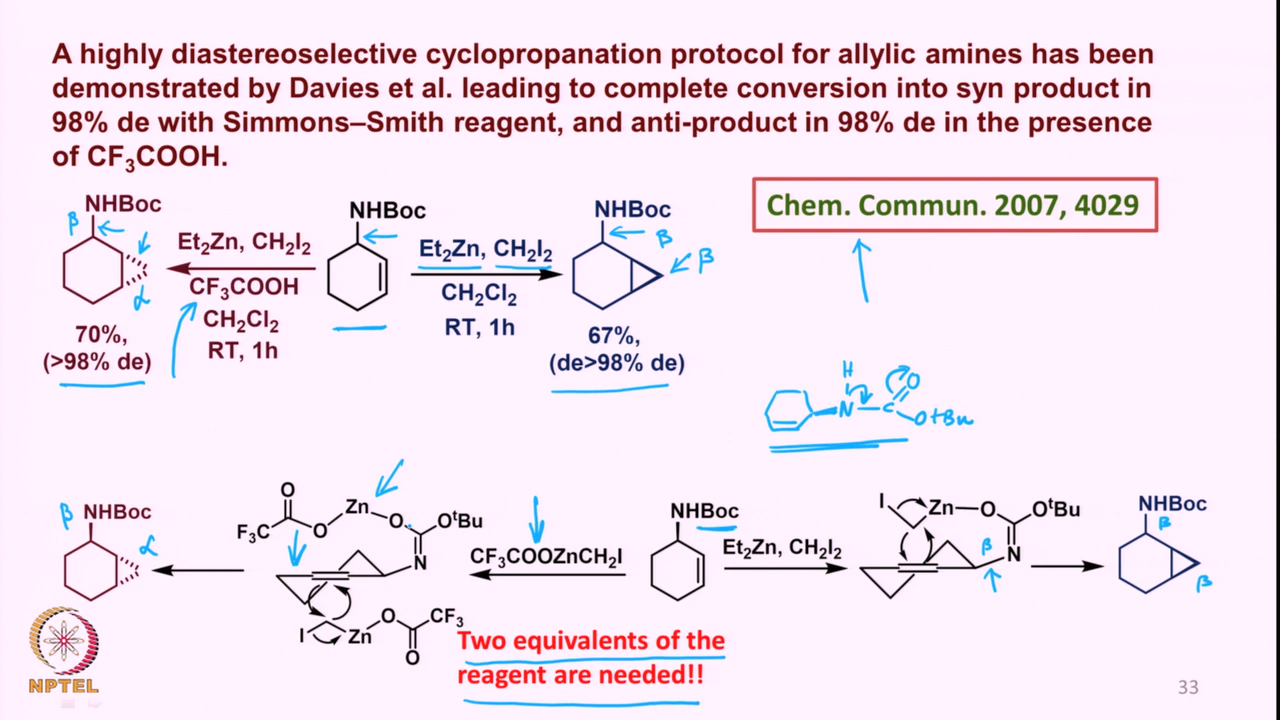 A highly diastereoselective cyclopropanation protocol for allylic amines has been
demonstrated by Davies et al. leading to complete conversion into syn product in
98% de with Simmons–Smith reagent, and anti-product in 98% de in the presence
of CF₃COOH.
Chem. Commun. 2007, 4029
NHBoc
β
α
70%,
(>98% de)
Et₂Zn, CH₂I₂
CF₃COOH
CH₂Cl₂
RT, 1h
NHBoc
Et₂Zn, CH₂I₂
CH₂Cl₂
RT, 1h
NHBoc
β
β
67%,
(de>98% de)
H
N
C
O
OtBu
β NHBoc
α
O
F₃C
O
Zn
O
OᵗBu
N
I
Zn
O
CF₃
O
CF₃COOZnCH₂I
NHBoc
Et₂Zn, CH₂I₂
I
Zn
O
OᵗBu
β
N
NHBoc
β
β
Two equivalents of the
reagent are needed!!
NPTEL
33